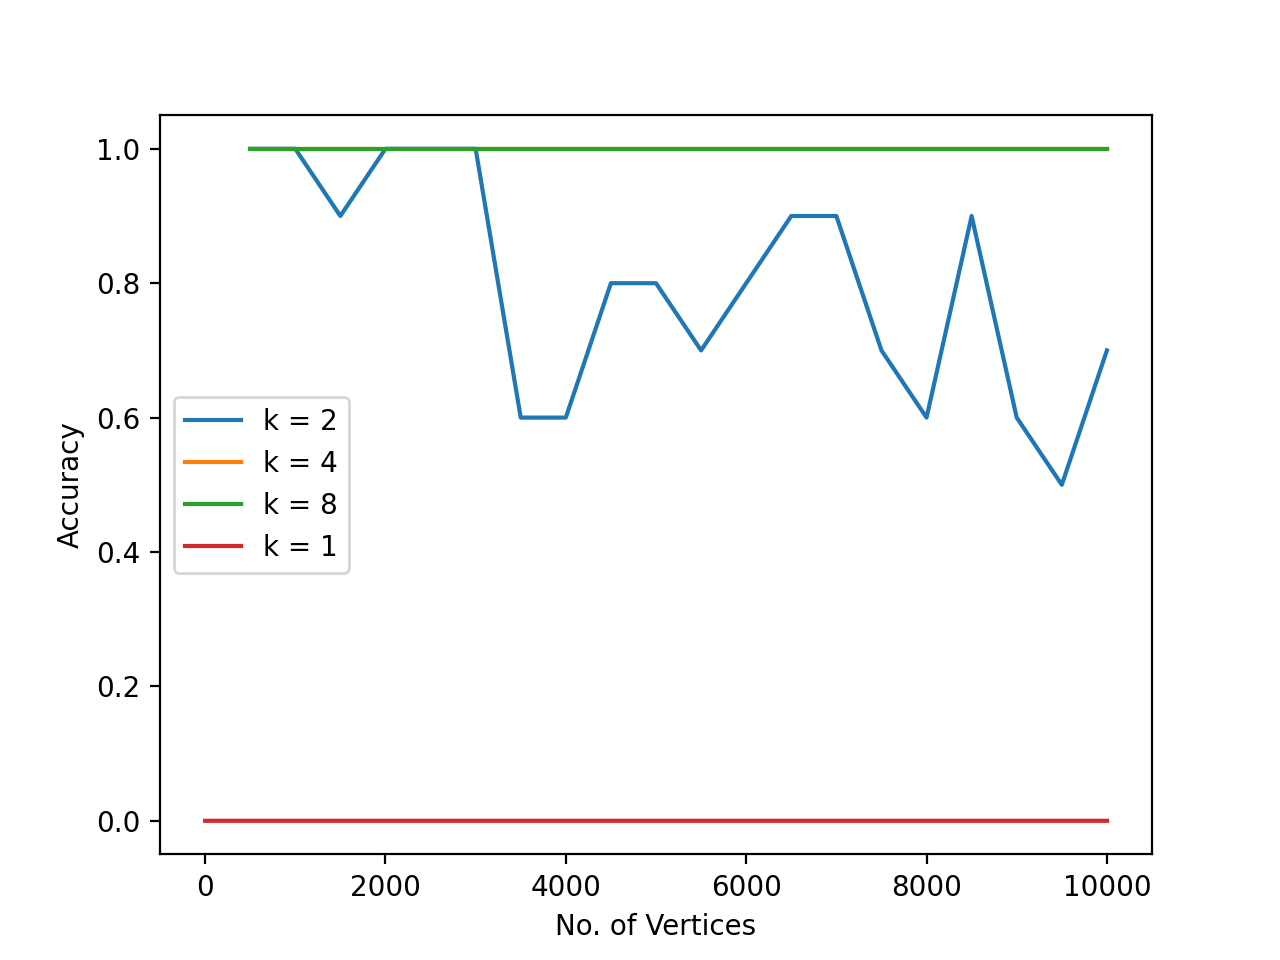 1.0
0.8
0.6
0.4
0.2
0.0
Accuracy
k = 2
k = 4
k = 8
k = 1
0 2000 4000 6000 8000 10000
No. of Vertices